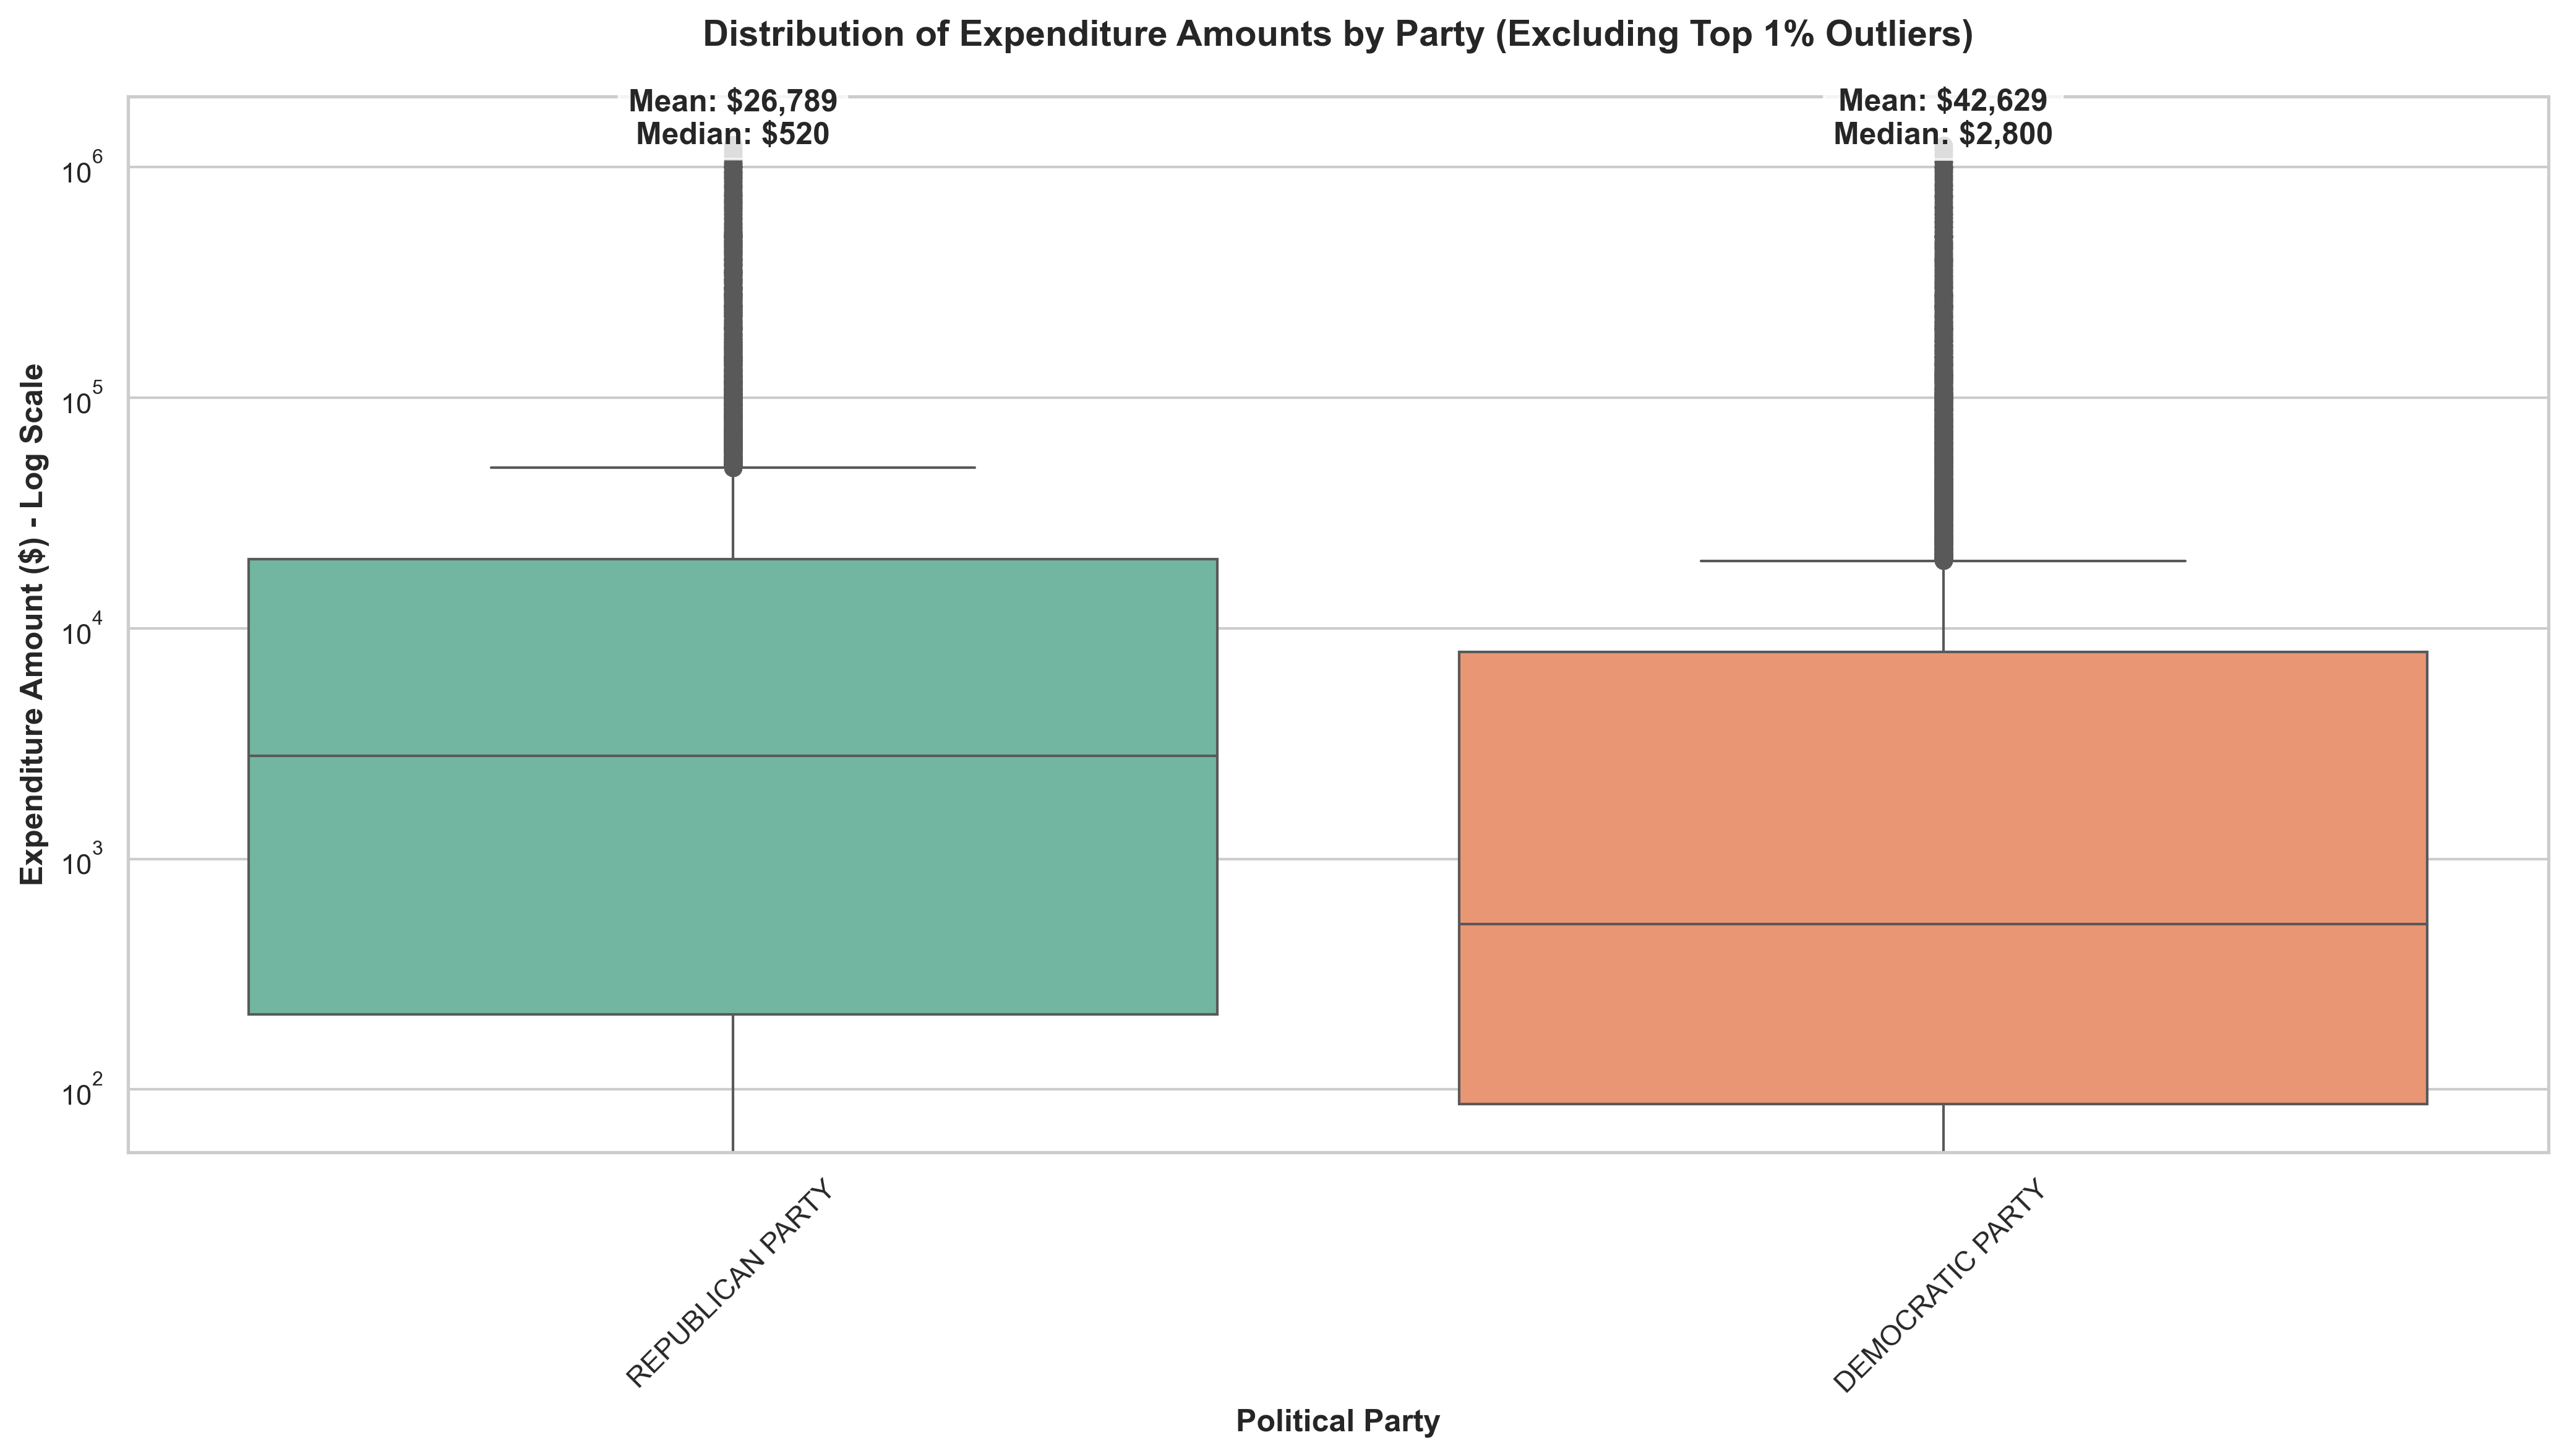 Distribution of Expenditure Amounts by Party (Excluding Top 1% Outliers)
Mean: $26,789
Median: $520
Mean: $42,629
Median: $2,800
Expenditure Amount ($) - Log Scale
10^6
10^5
10^4
10^3
10^2
REPUBLICAN PARTY
DEMOCRATIC PARTY
Political Party